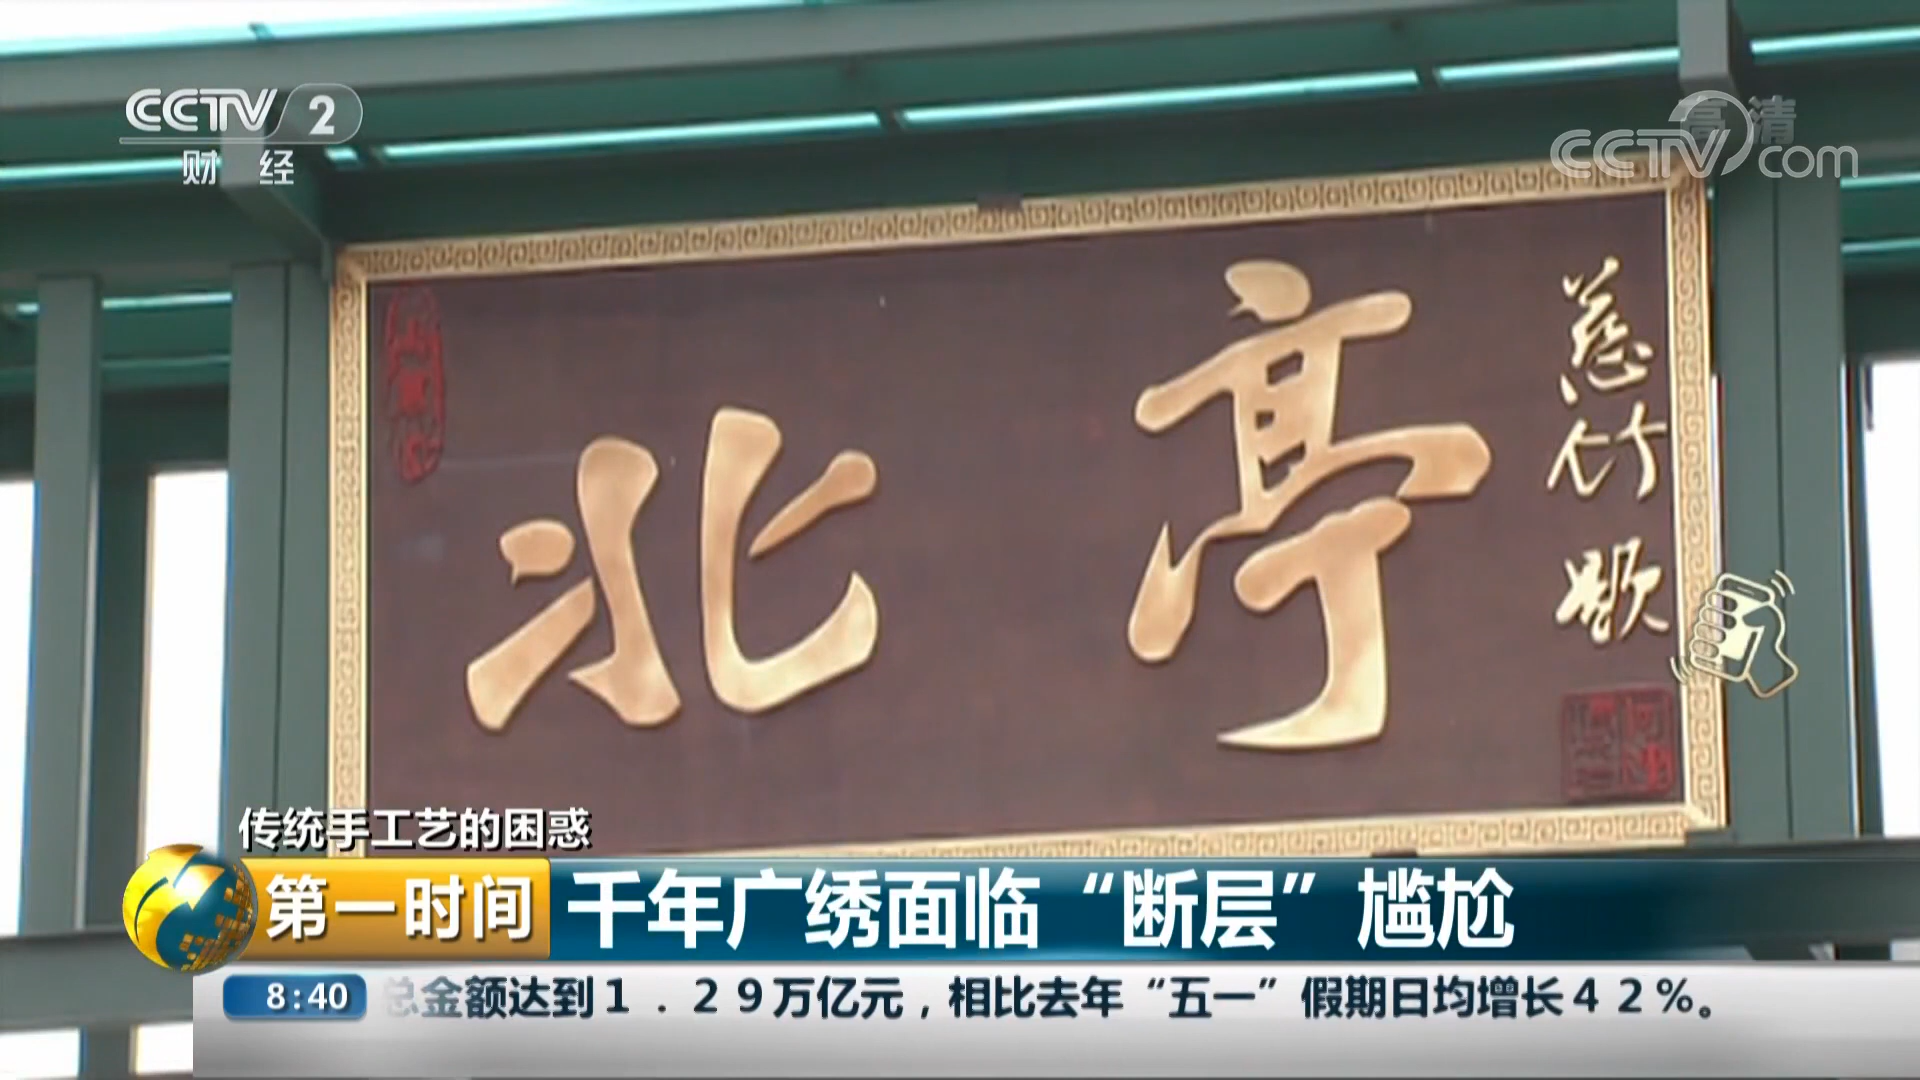 CCTV 2
财 经
高清
CCTV com
北 亭
慈竹 题
传统手工艺的困惑
第一时间
千年广绣面临“断层”尴尬
8:40
总金额达到1.29万亿元，相比去年“五一”假期日均增长42%。